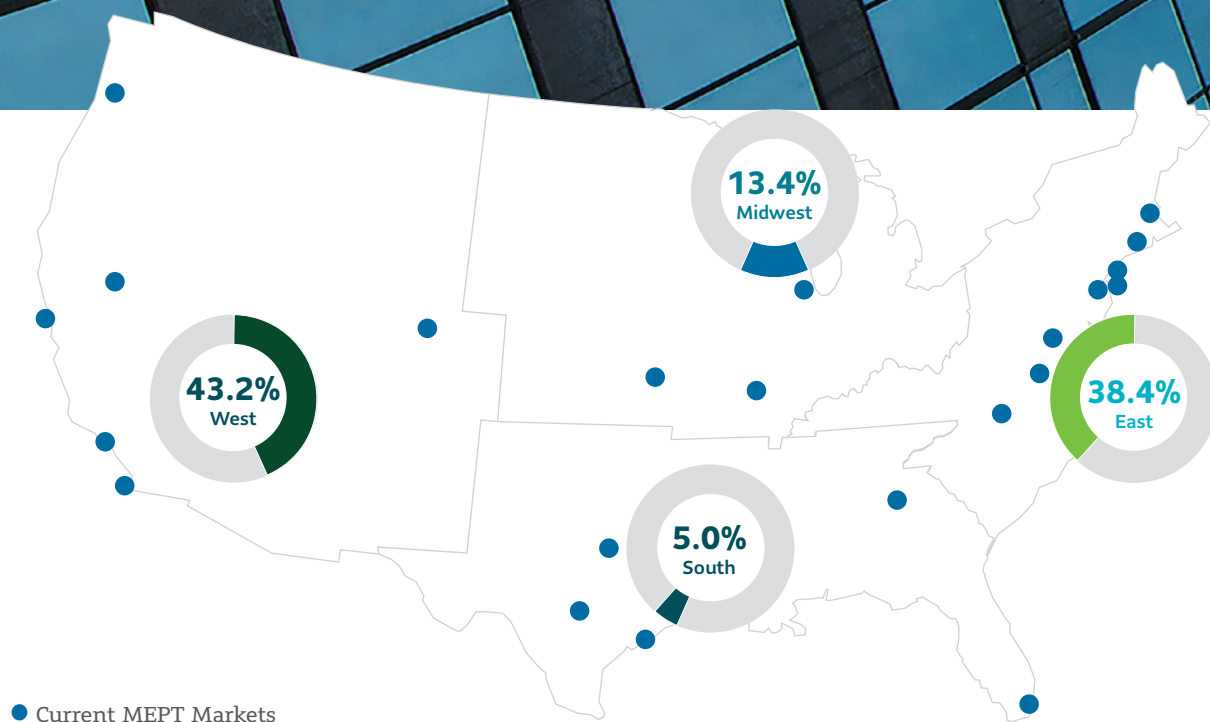 13.4%
Midwest
43.2%
West
38.4%
East
5.0%
South
Current MEPT Markets